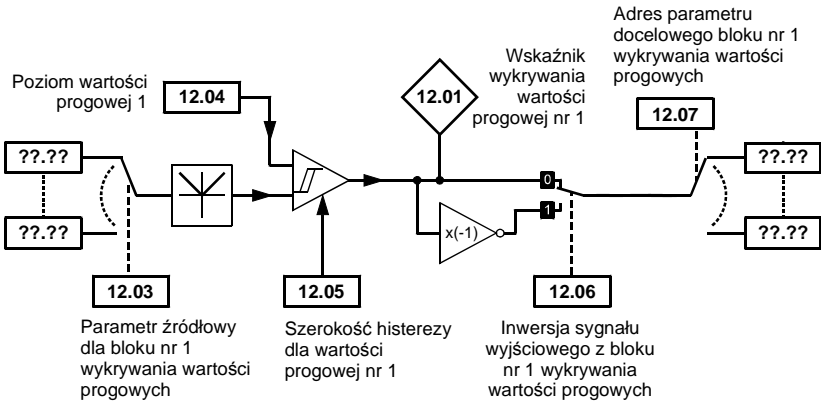 Adres parametru
docelowego bloku nr 1
wykrywania wartości
progowych
Wskaźnik
wykrywania
wartości
progowej nr 1
Poziom wartości
progowej 1
12.04
12.01
12.07
??.??
??.??
0
1
x(-1)
??.??
??.??
12.03
12.05
12.06
Parametr źródłowy
dla bloku nr 1
wykrywania wartości
progowych
Szerokość histerezy
dla wartości
progowej nr 1
Inwersja sygnału
wyjściowego z bloku
nr 1 wykrywania
wartości progowych